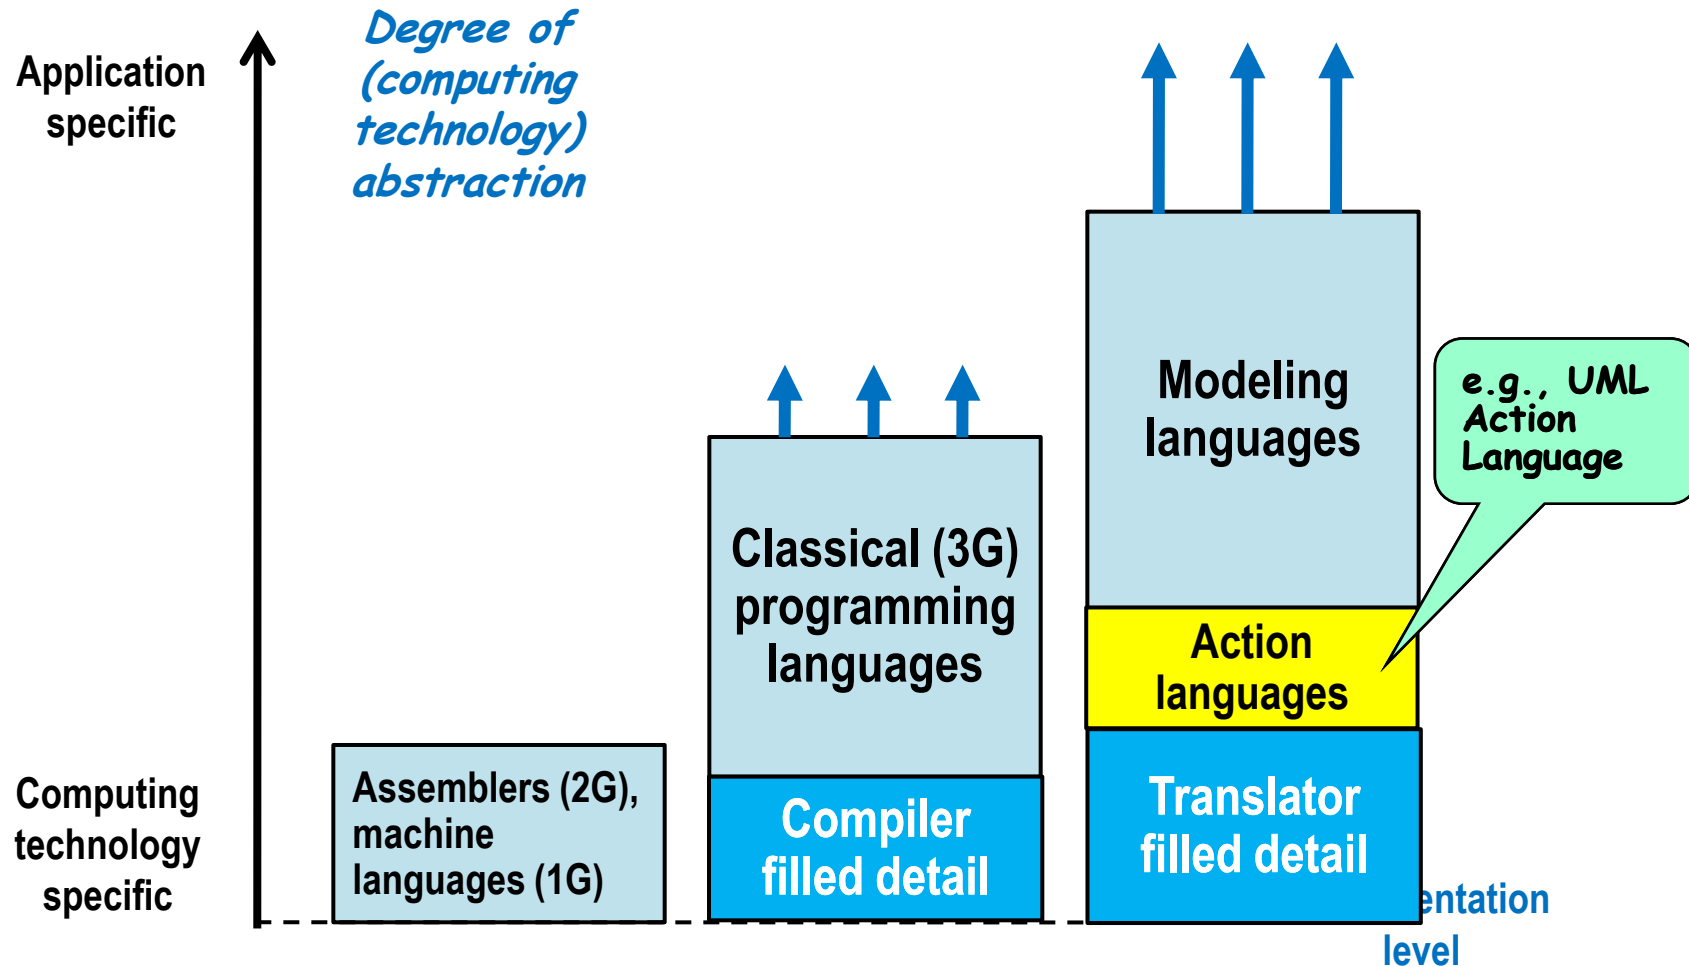 Degree of
(computing
technology)
abstraction
Application
specific
Modeling
languages
e.g., UML
Action
Language
Classical (3G)
programming
languages
Action
languages
Assemblers (2G),
machine
languages (1G)
Compiler
filled detail
Translator
filled detail
Computing
technology
specific
level